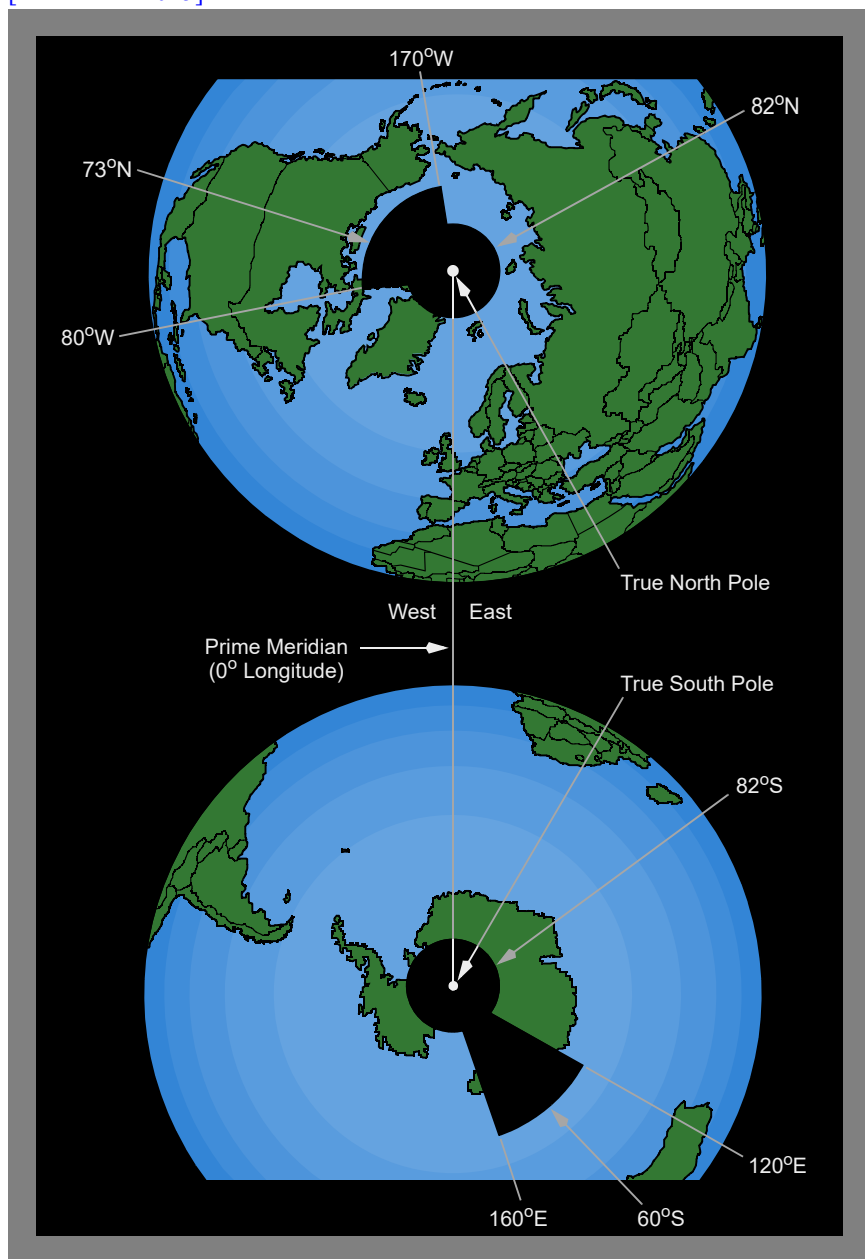 170°W
82°N
73°N
80°W
True North Pole
West East
Prime Meridian
(0° Longitude)
True South Pole
82°S
120°E
160°E
60°S